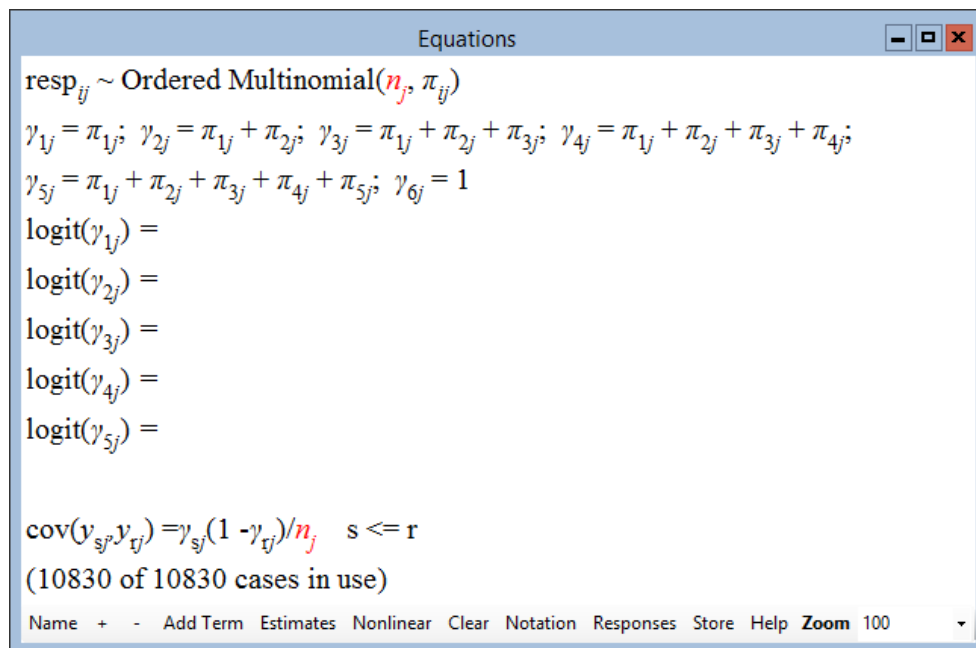 Equations
resp_ij ~ Ordered Multinomial(n_j, π_ij)
γ_1j = π_1j; γ_2j = π_1j + π_2j; γ_3j = π_1j + π_2j + π_3j; γ_4j = π_1j + π_2j + π_3j + π_4j;
γ_5j = π_1j + π_2j + π_3j + π_4j + π_5j; γ_6j = 1
logit(γ_1j) =
logit(γ_2j) =
logit(γ_3j) =
logit(γ_4j) =
logit(γ_5j) =
cov(y_sj,y_rj) =γ_sj(1 -γ_rj)/n_j s <= r
(10830 of 10830 cases in use)
Name + - Add Term Estimates Nonlinear Clear Notation Responses Store Help Zoom 100